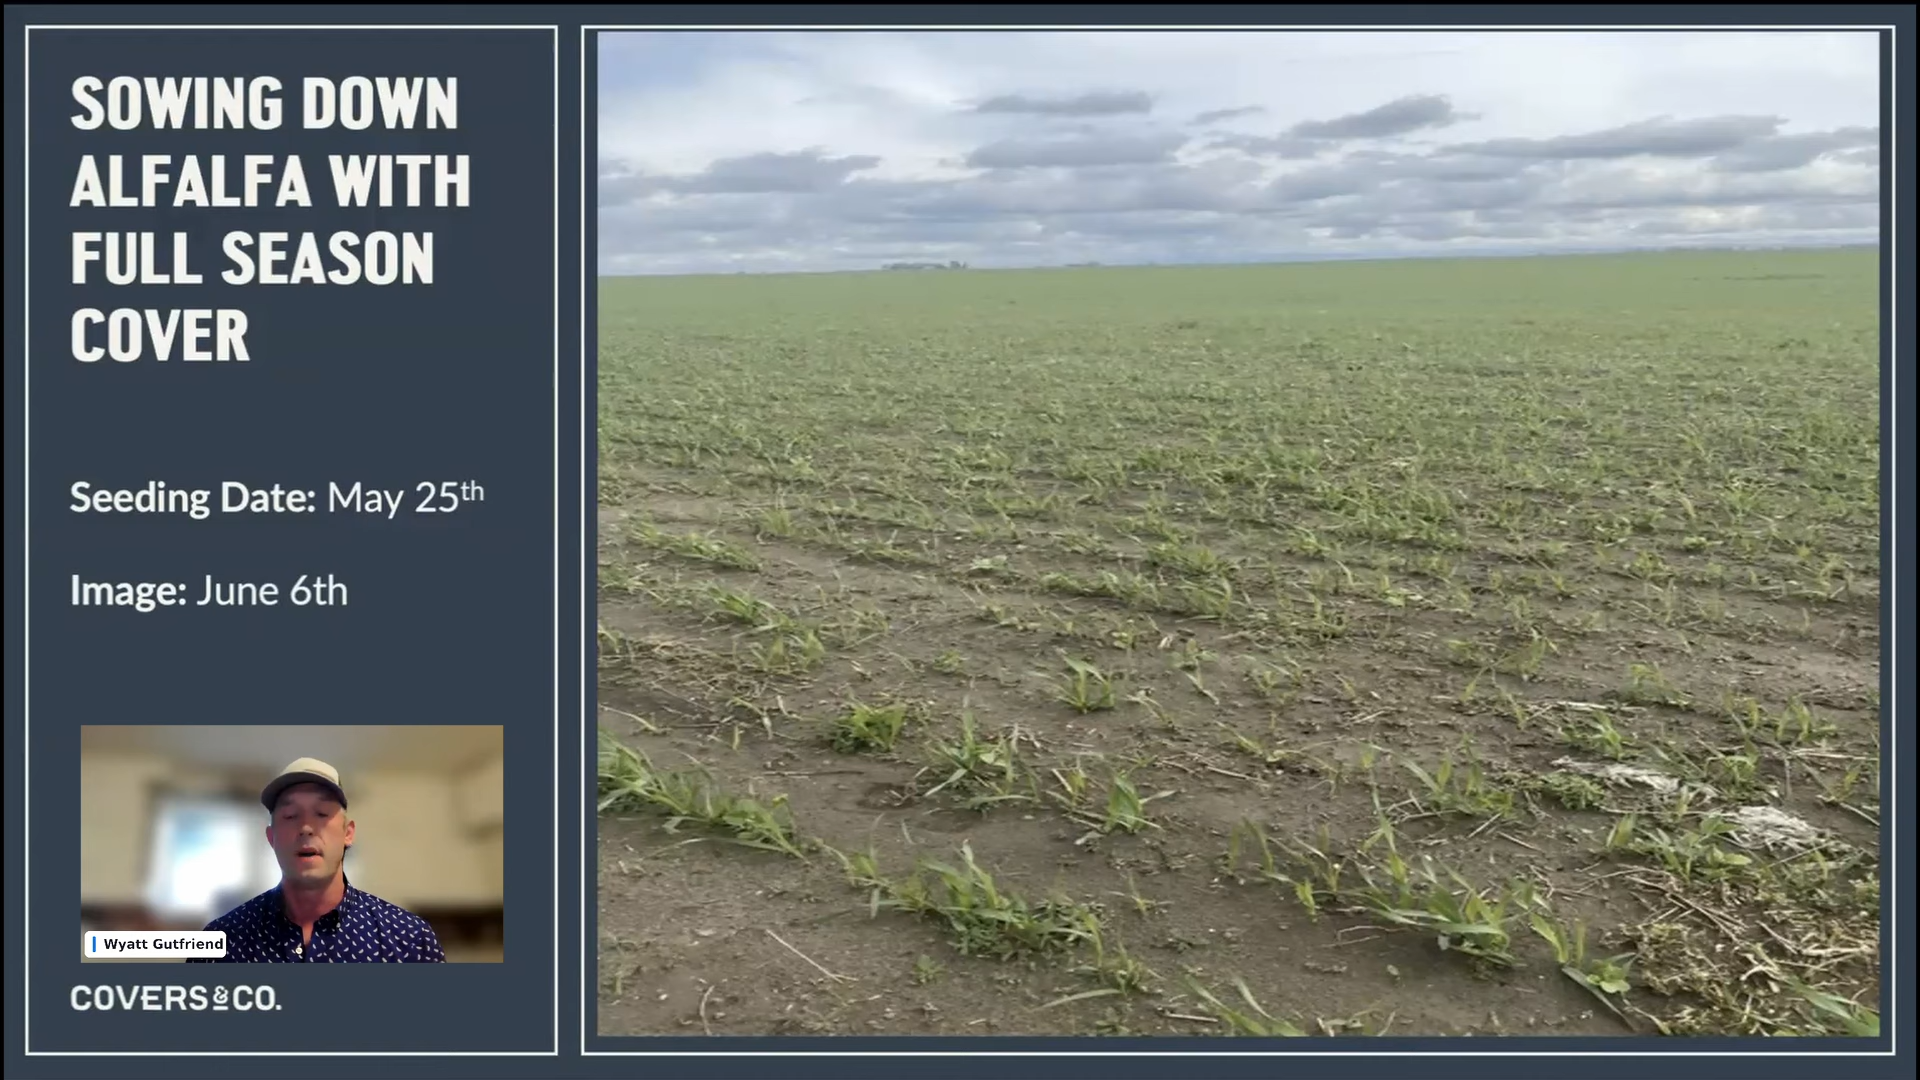 SOWING DOWN
ALFALFA WITH
FULL SEASON
COVER
Seeding Date: May 25th
Image: June 6th
Wyatt Gutfriend
COVERS&CO.